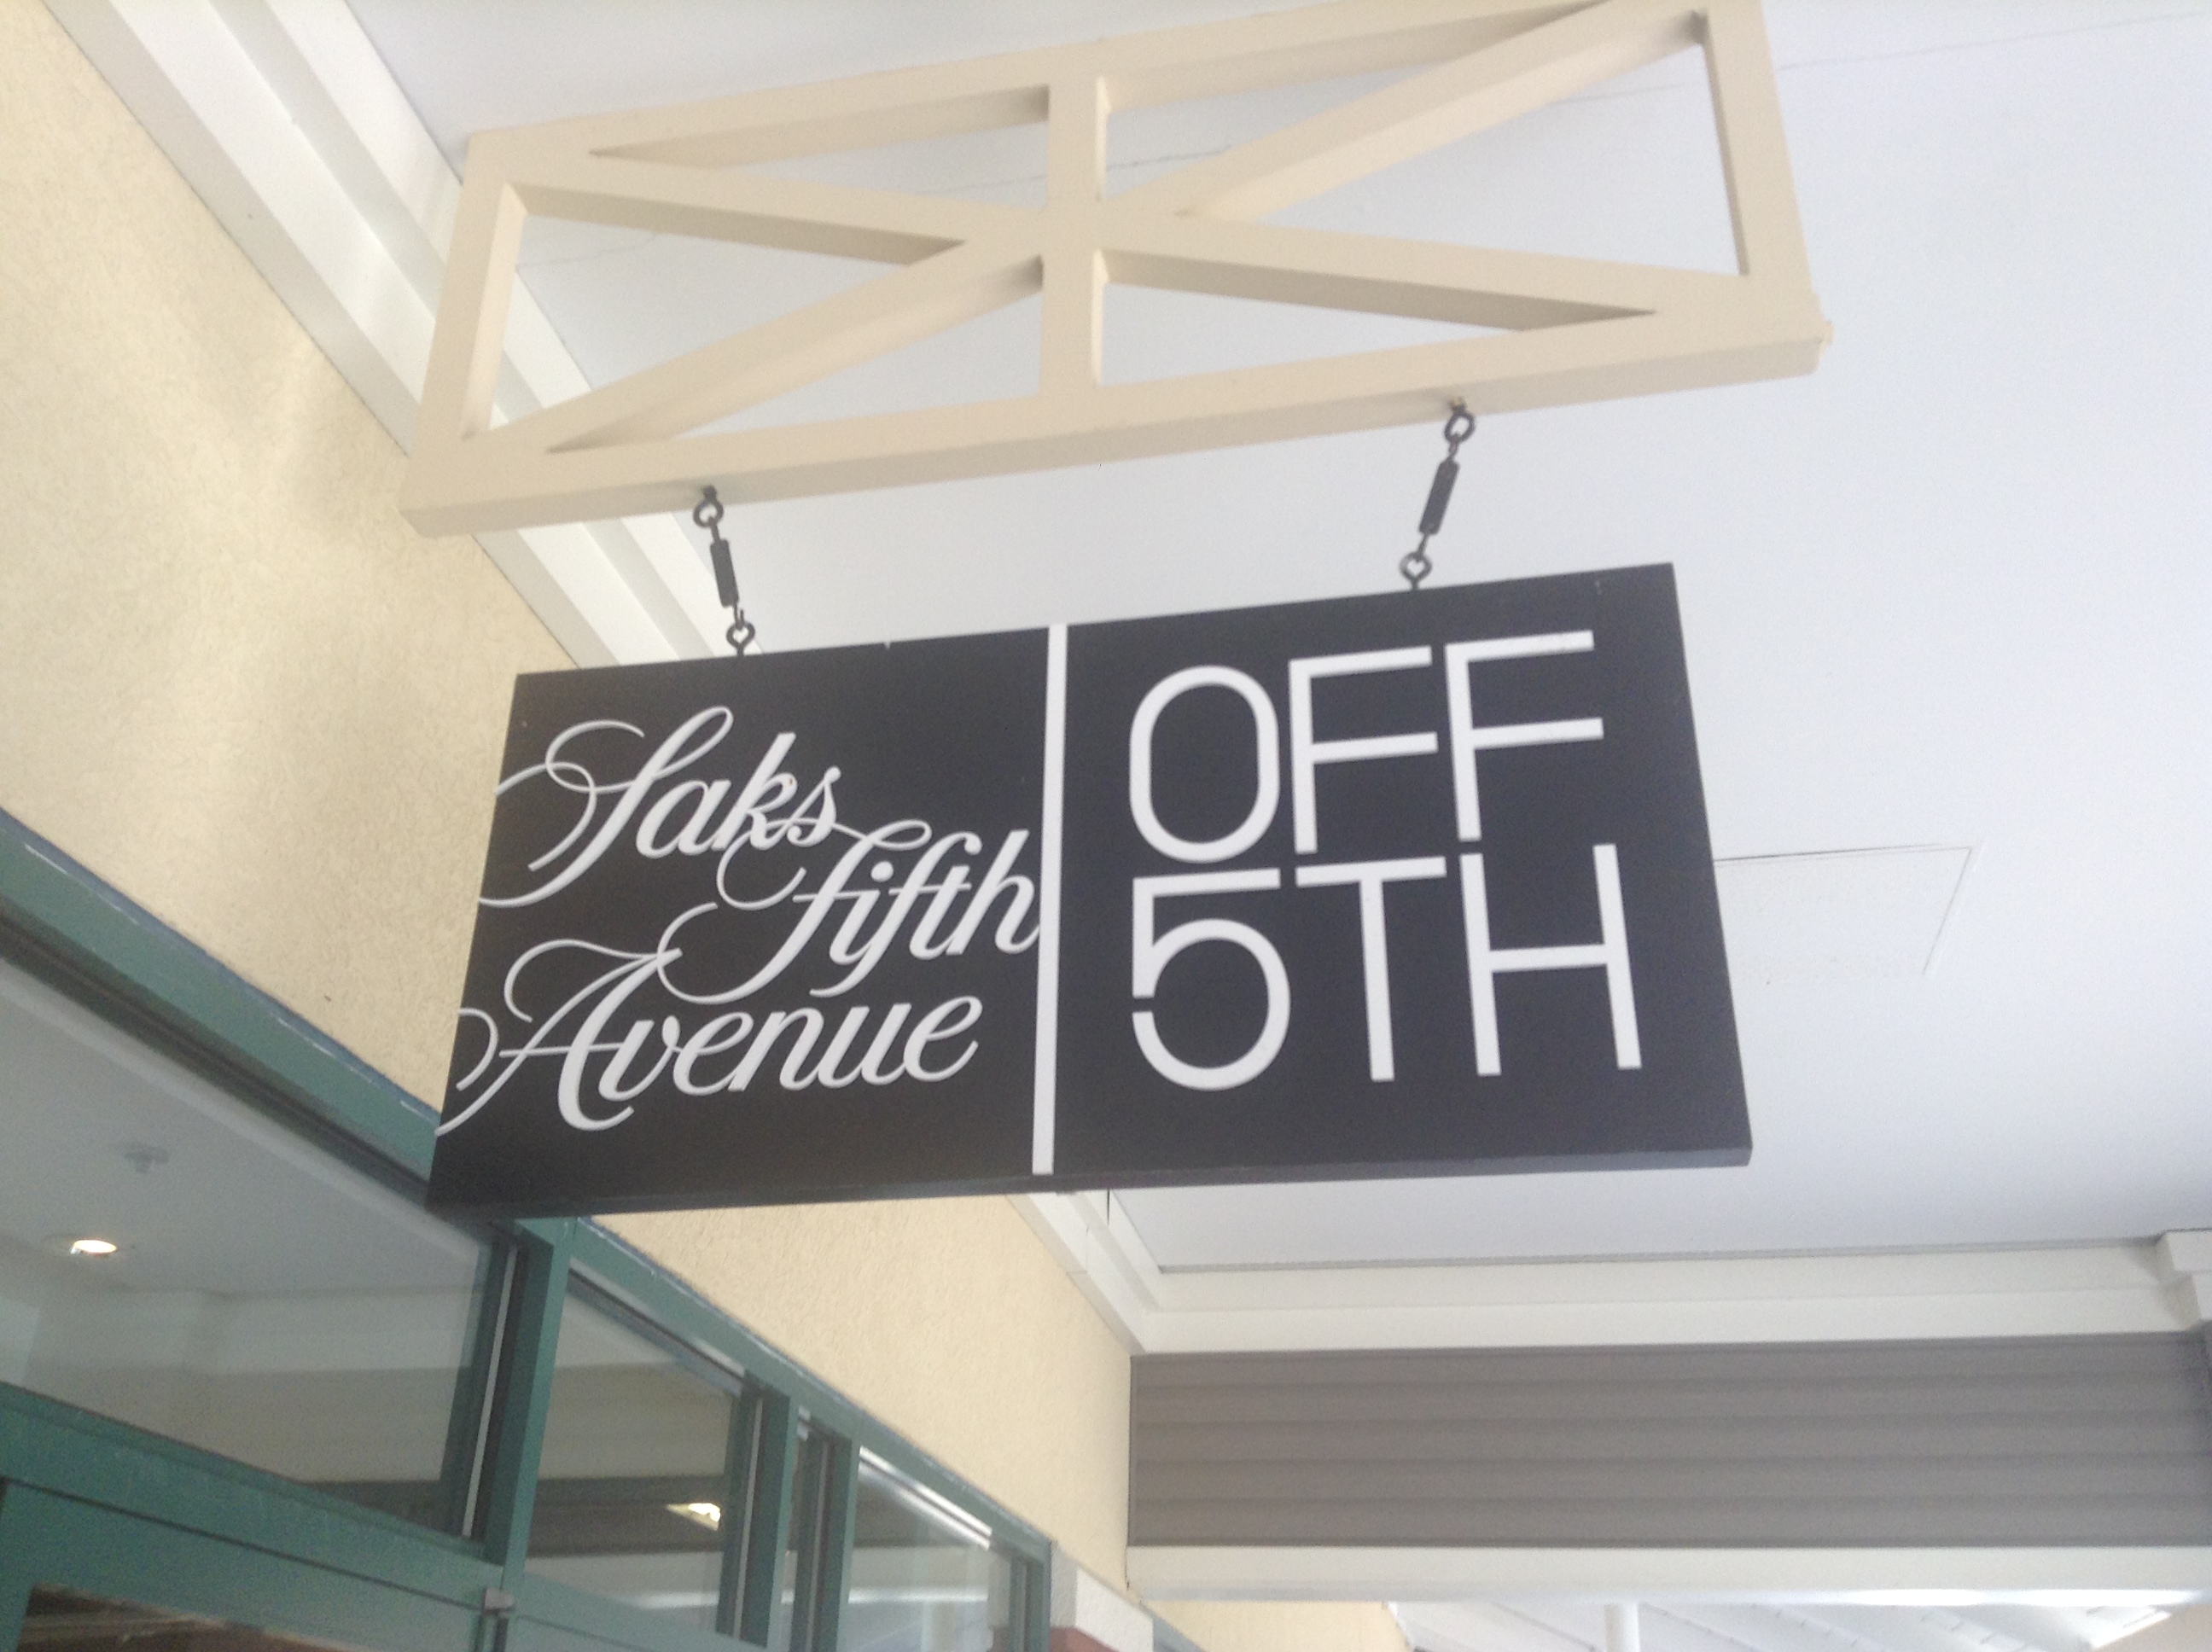 Saks
fifth
Avenue
OFF
5TH